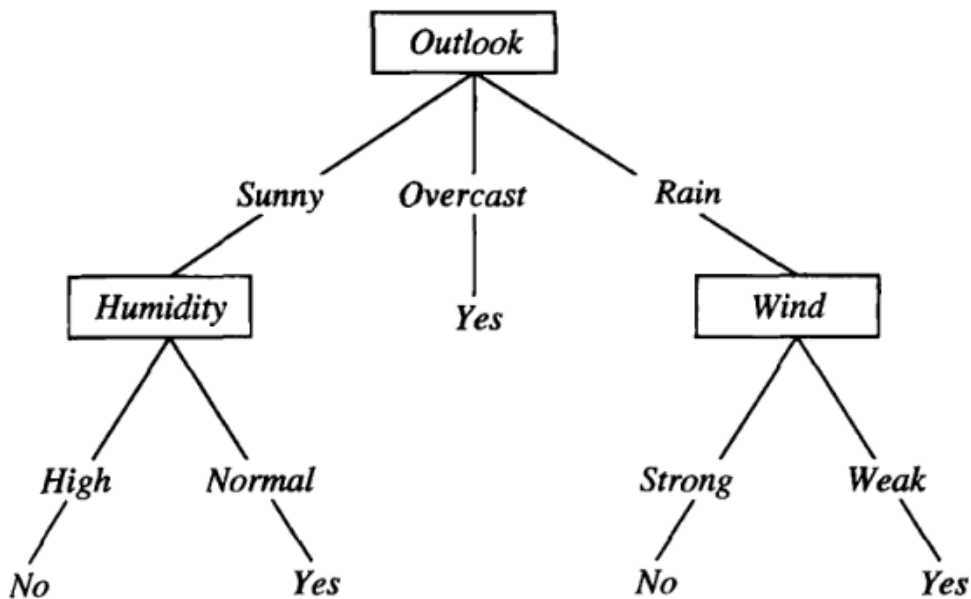 Outlook
Sunny Overcast Rain
Humidity Yes Wind
High Normal Strong Weak
No Yes No Yes